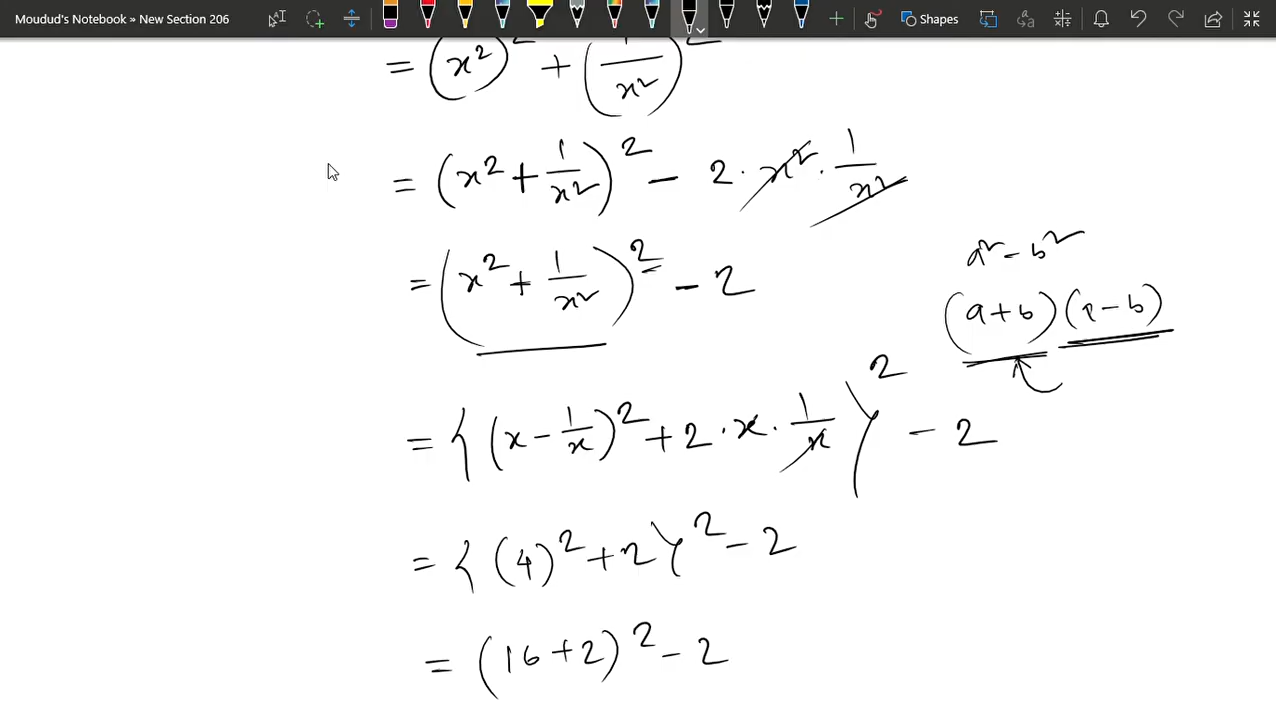 Moudud's Notebook » New Section 206
Shapes
= (x²)² + (1/x²)²
= (x² + 1/x²)² - 2 · x² · 1/x²
= (x² + 1/x²)² - 2
a² - b²
(a + b)(a - b)
= {(x - 1/x)² + 2 · x · 1/x}² - 2
= {(4)² + 2}² - 2
= (16 + 2)² - 2